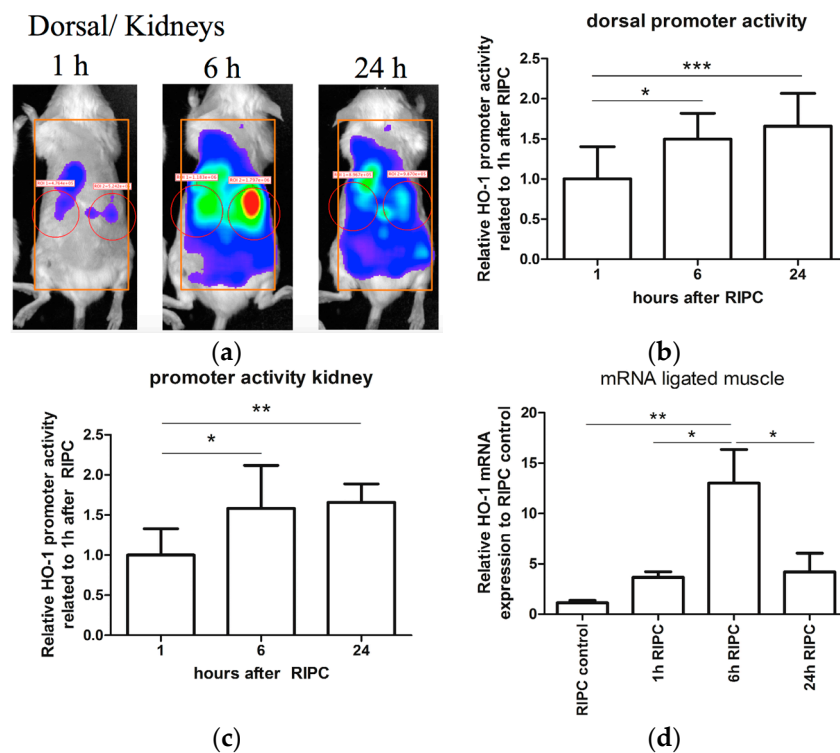 Dorsal/ Kidneys
1 h
6 h
24 h
(a)
dorsal promoter activity
Relative HO-1 promoter activity
related to 1h after RIPC
2.5
2.0
1.5
1.0
0.5
0.0
***
*
1
6
24
hours after RIPC
(b)
promoter activity kidney
Relative HO-1 promoter activity
related to 1h after RIPC
2.5
2.0
1.5
1.0
0.5
0.0
**
*
1
6
24
hours after RIPC
(c)
mRNA ligated muscle
Relative HO-1 mRNA
expression to RIPC control
20
15
10
5
0
**
*
*
RIPC control
1h RIPC
6h RIPC
24h RIPC
(d)